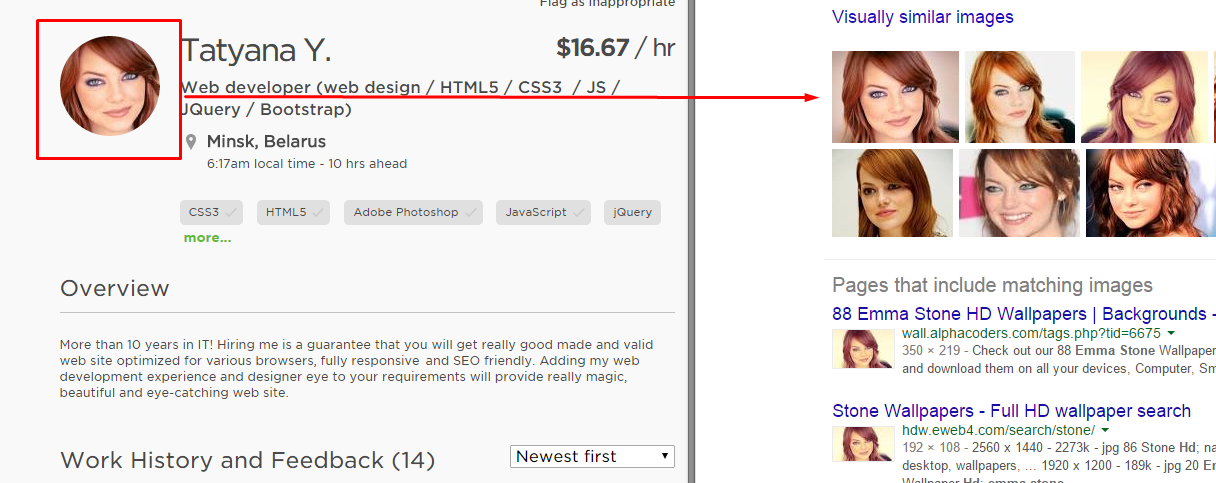 Flag as inappropriate
Tatyana Y.
$16.67 / hr
Web developer (web design / HTML5 / CSS3 / JS /
JQuery / Bootstrap)
Minsk, Belarus
6:17am local time - 10 hrs ahead
CSS3
HTML5
Adobe Photoshop
JavaScript
jQuery
more...
Overview
More than 10 years in IT! Hiring me is a guarantee that you will get really good made and valid
web site optimized for various browsers, fully responsive and SEO friendly. Adding my web
development experience and designer eye to your requirements will provide really magic,
beautiful and eye-catching web site.
Work History and Feedback (14)
Newest first
Visually similar images
Pages that include matching images
88 Emma Stone HD Wallpapers | Backgrounds -
wall.alphacoders.com/tags.php?tid=6675
350 × 219 - Check out our 88 Emma Stone Wallpaper
and download them on all your devices, Computer, Sm
Stone Wallpapers - Full HD wallpaper search
hdw.eweb4.com/search/stone/
192 × 108 - 2560 x 1440 - 2273k - jpg 86 Stone Hd; na
desktop, wallpapers, ... 1920 x 1200 - 189k - jpg 20 Em
Wallpaper Hd; emma stone